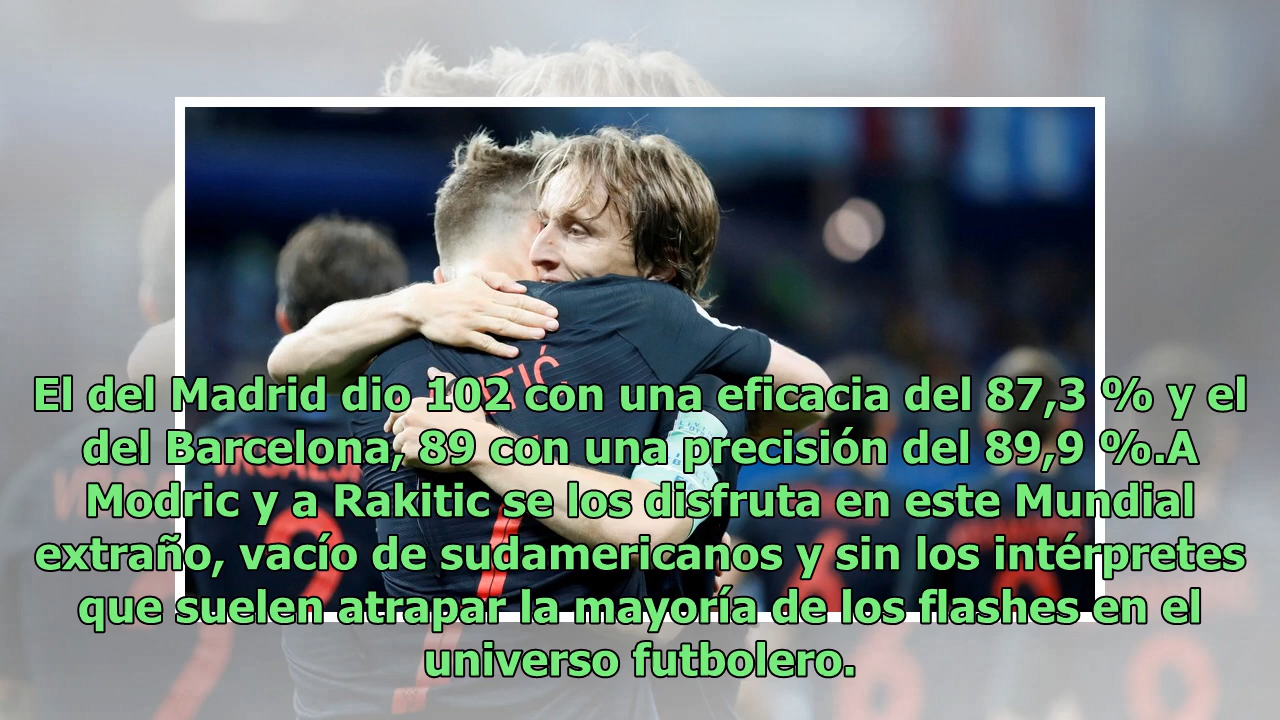 El del Madrid dio 102 con una eficacia del 87,3 % y el
del Barcelona, 89 con una precisión del 89,9 %.A
Modric y a Rakitic se los disfruta en este Mundial
extraño, vacío de sudamericanos y sin los intérpretes
que suelen atrapar la mayoría de los flashes en el
universo futbolero.